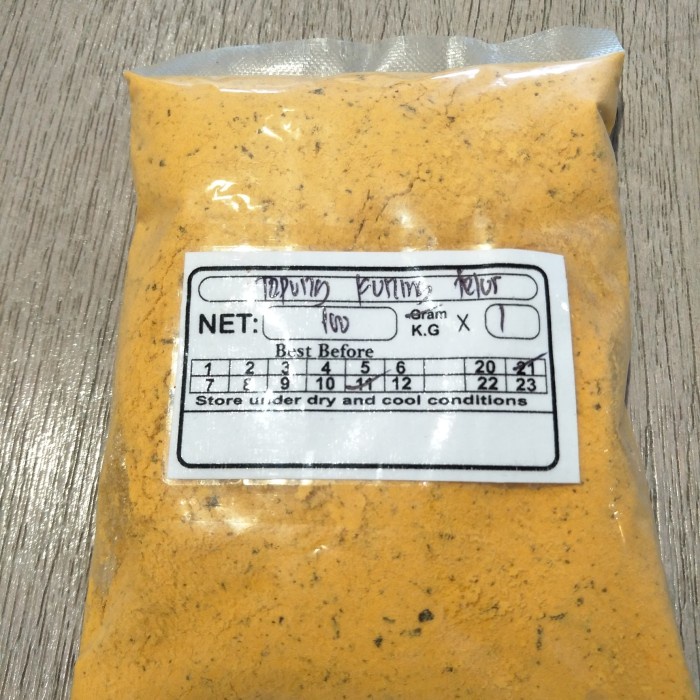 Tepung Kuning Telur
NET: 100 Gram K.G X 1
Best Before
1 2 3 4 5 6 20 21
7 8 9 10 11 12 22 23
Store under dry and cool conditions